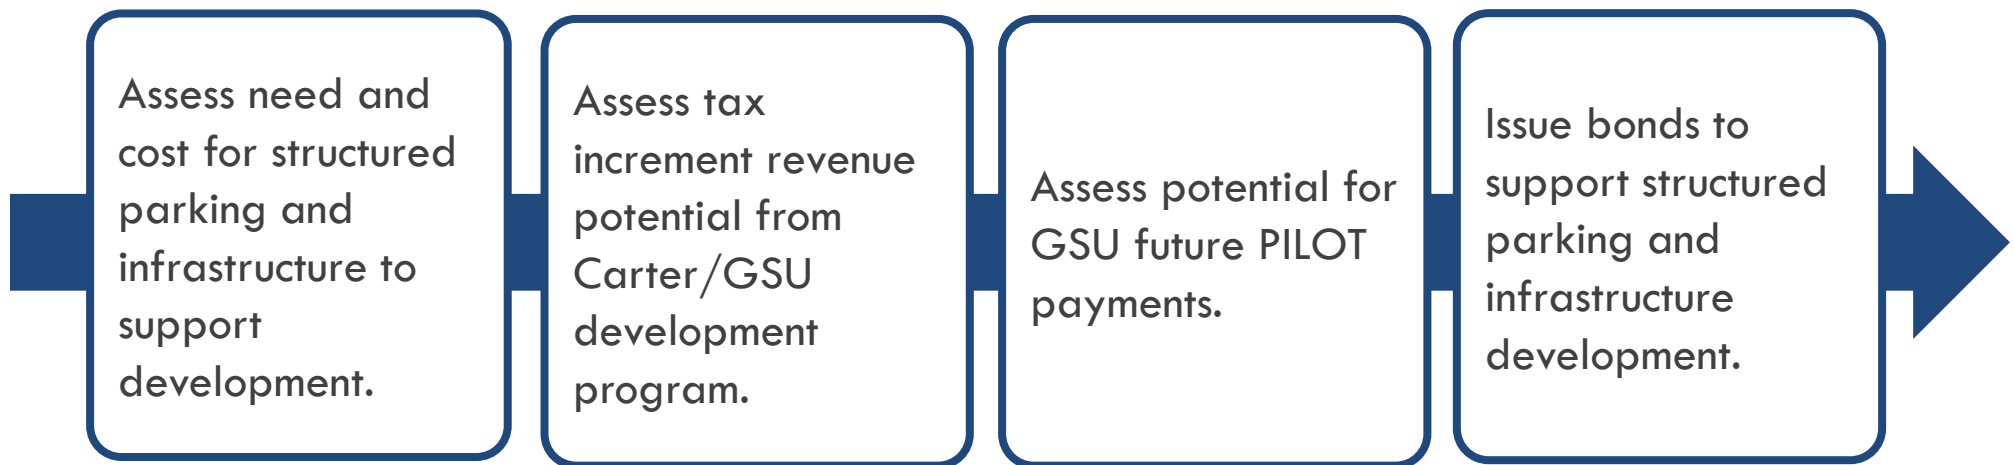 Assess need and
cost for structured
parking and
infrastructure to
support
development.
Assess tax
increment revenue
potential from
Carter/GSU
development
program.
Assess potential for
GSU future PILOT
payments.
Issue bonds to
support structured
parking and
infrastructure
development.